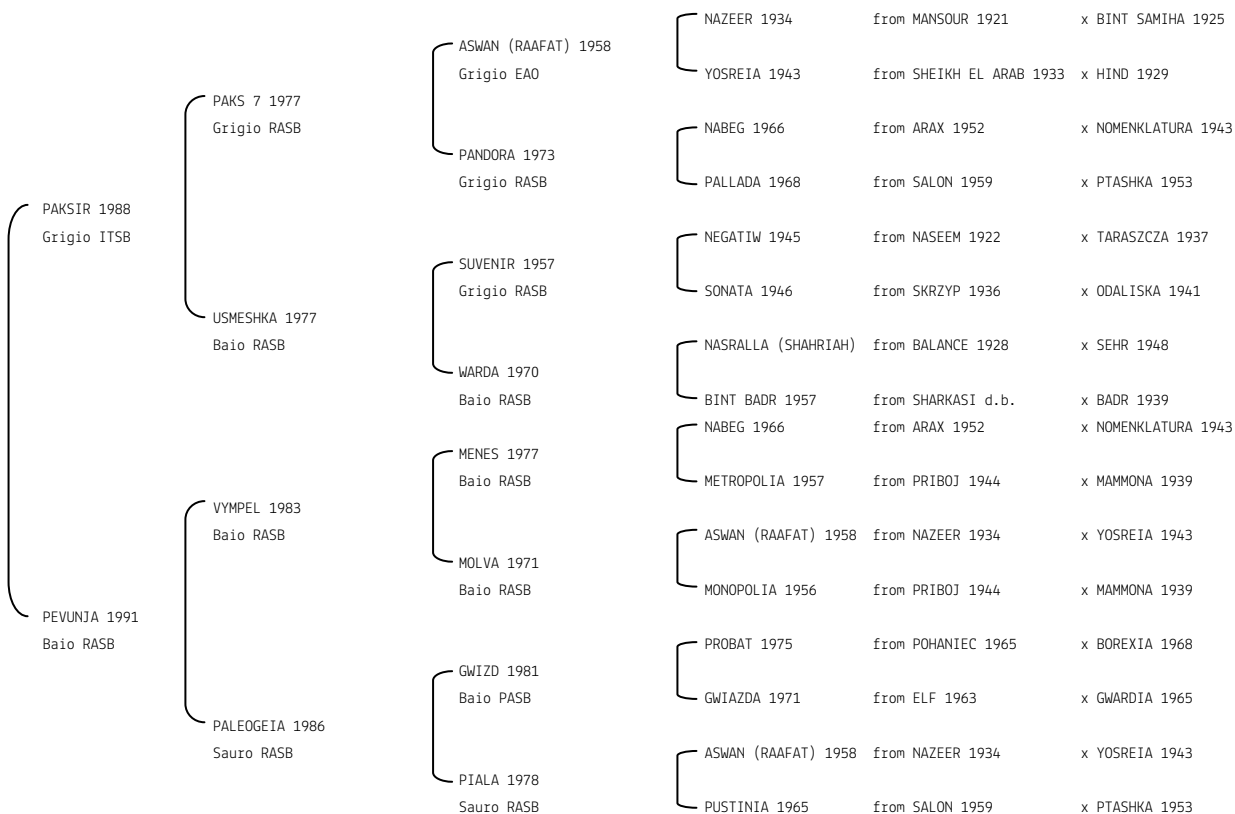 NAZEER 1934 from MANSOUR 1921 x BINT SAMIHA 1925
ASWAN (RAAFAT) 1958
Grigio EAO YOSREIA 1943 from SHEIKH EL ARAB 1933 x HIND 1929
PAKS 7 1977
Grigio RASB NABEG 1966 from ARAX 1952 x NOMENKLATURA 1943
PANDORA 1973
Grigio RASB PALLADA 1968 from SALON 1959 x PTASHKA 1953
PAKSIR 1988
Grigio ITSB NEGATIW 1945 from NASEEM 1922 x TARASZCZA 1937
SUVENIR 1957
Grigio RASB SONATA 1946 from SKRZYP 1936 x ODALISKA 1941
USMESHKA 1977
Baio RASB NASRALLA (SHAHRIAH) from BALANCE 1928 x SEHR 1948
WARDA 1970
Baio RASB BINT BADR 1957 from SHARKASI d.b. x BADR 1939
NABEG 1966 from ARAX 1952 x NOMENKLATURA 1943
MENES 1977
Baio RASB METROPOLIA 1957 from PRIBOJ 1944 x MAMMONA 1939
VYMPEL 1983
Baio RASB ASWAN (RAAFAT) 1958 from NAZEER 1934 x YOSREIA 1943
MOLVA 1971
Baio RASB MONOPOLIA 1956 from PRIBOJ 1944 x MAMMONA 1939
PEVUNJA 1991
Baio RASB PROBAT 1975 from POHANIEC 1965 x BOREXIA 1968
GWIZD 1981
Baio PASB GWIAZDA 1971 from ELF 1963 x GWARDIA 1965
PALEOGEIA 1986
Sauro RASB ASWAN (RAAFAT) 1958 from NAZEER 1934 x YOSREIA 1943
PIALA 1978
Sauro RASB PUSTINIA 1965 from SALON 1959 x PTASHKA 1953